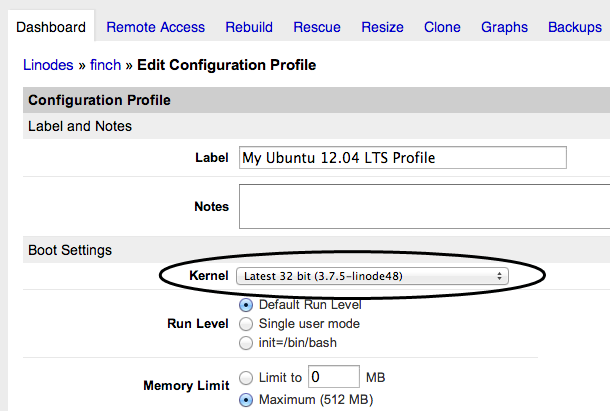 Dashboard Remote Access Rebuild Rescue Resize Clone Graphs Backups
Linodes » finch » Edit Configuration Profile
Configuration Profile
Label and Notes
Label My Ubuntu 12.04 LTS Profile
Notes
Boot Settings
Kernel Latest 32 bit (3.7.5-linode48)
Default Run Level
Run Level Single user mode
init=/bin/bash
Limit to 0 MB
Memory Limit
Maximum (512 MB)